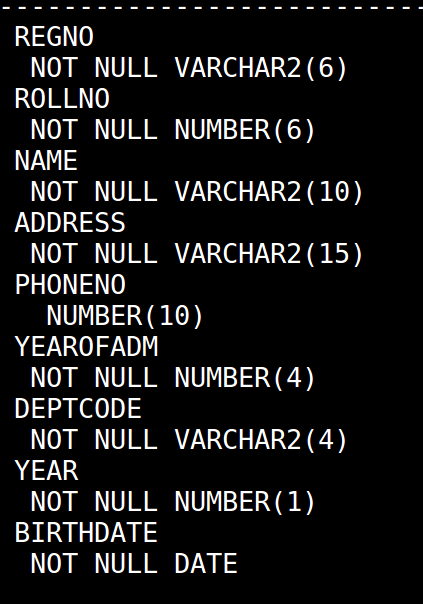 ----------------------------
REGNO
NOT NULL VARCHAR2(6)
ROLLNO
NOT NULL NUMBER(6)
NAME
NOT NULL VARCHAR2(10)
ADDRESS
NOT NULL VARCHAR2(15)
PHONENO
NUMBER(10)
YEAROFADM
NOT NULL NUMBER(4)
DEPTCODE
NOT NULL VARCHAR2(4)
YEAR
NOT NULL NUMBER(1)
BIRTHDATE
NOT NULL DATE